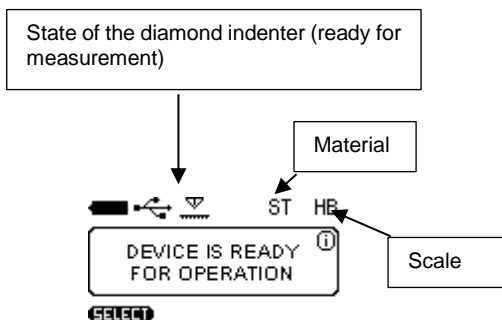 State of the diamond indenter (ready for
measurement)
Material
ST HB
DEVICE IS READY
FOR OPERATION
i
Scale
SELECT